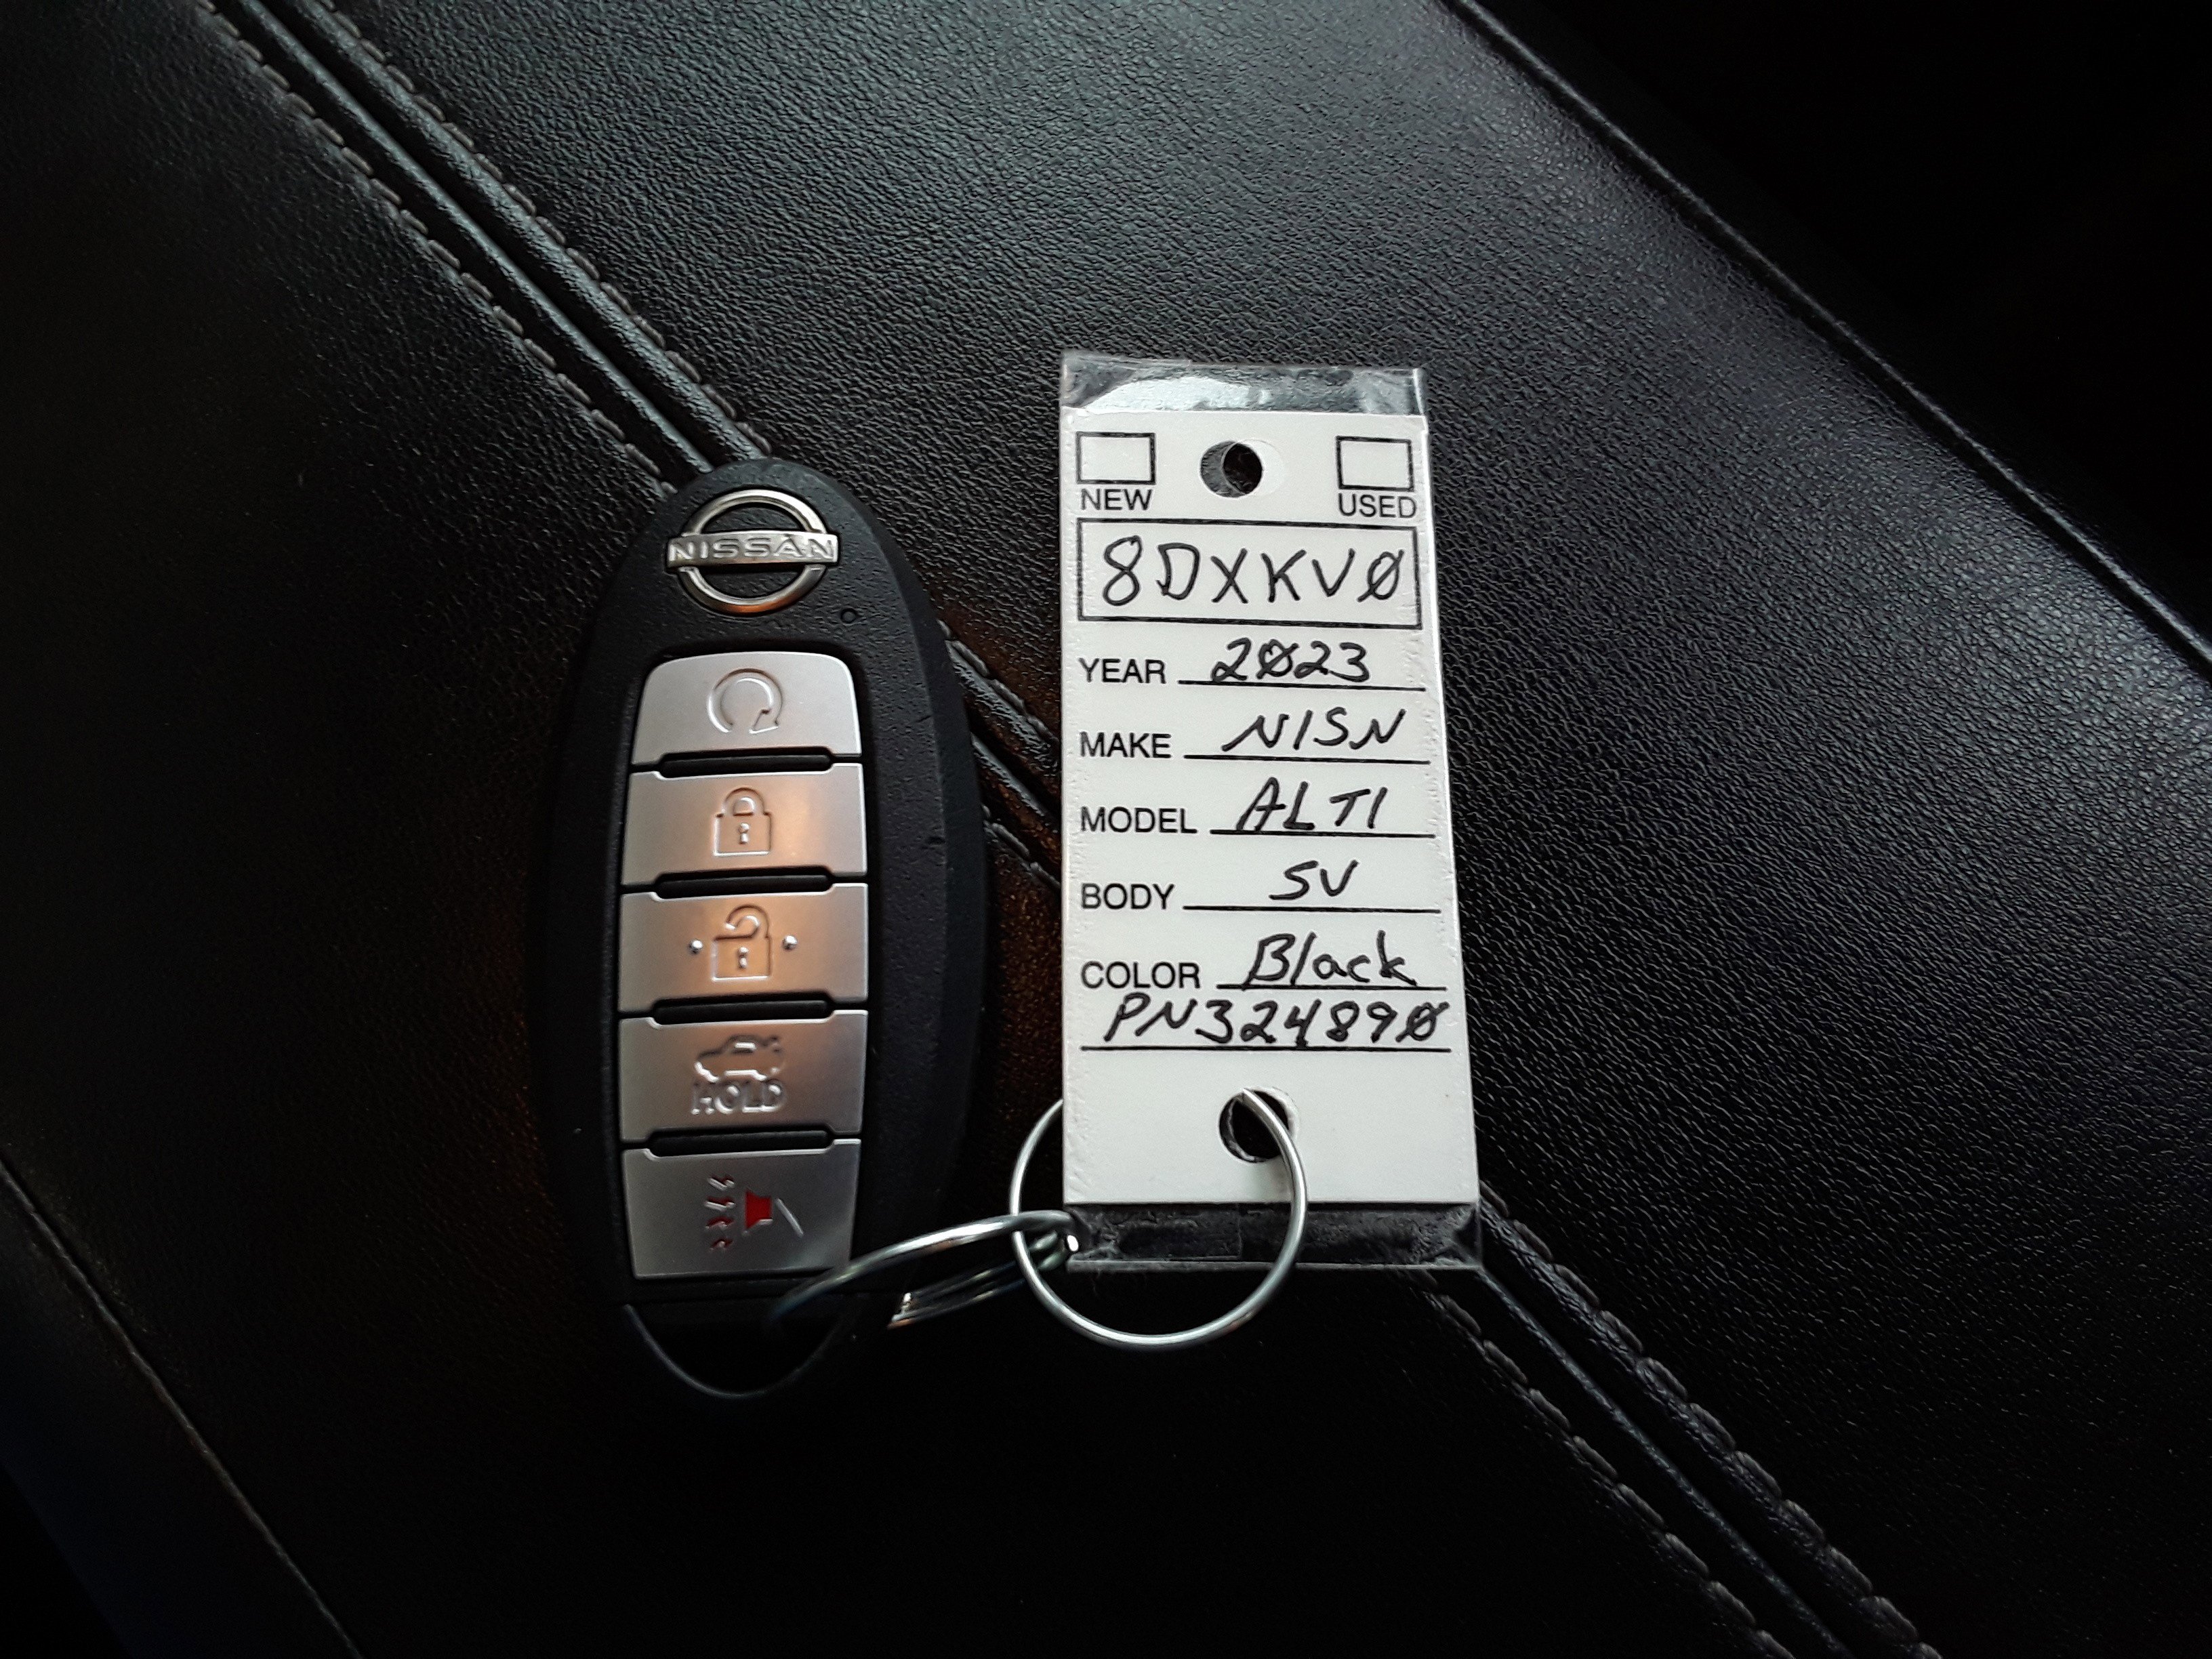 NISSAN
HOLD
NEW USED
8DXKV0
YEAR 2023
MAKE NISN
MODEL ALTI
BODY SV
COLOR Black
PN324890